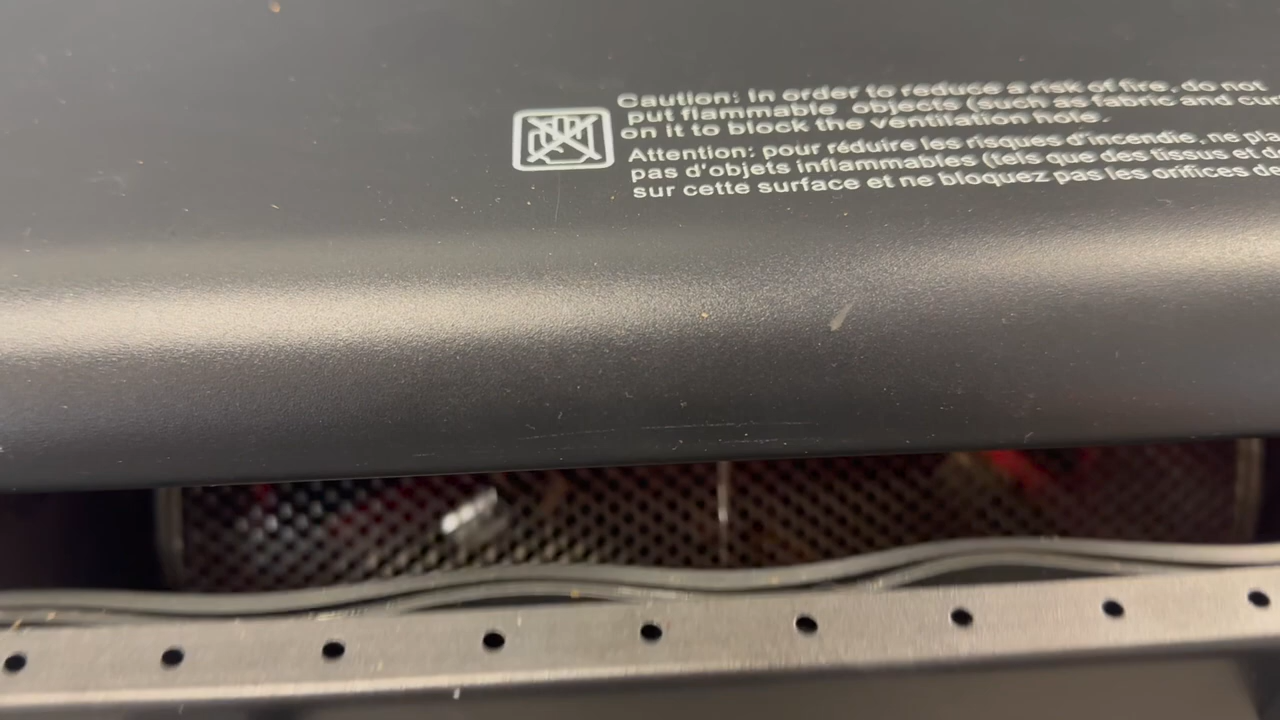 Caution: In order to reduce a risk of fire, do not
put flammable objects (such as fabric and
on it to block the ventilation hole.
Attention: pour réduire les risques d'incendie, ne
pas d'objets inflammables (tels que des tissus et
sur cette surface et ne bloquez pas les orifices